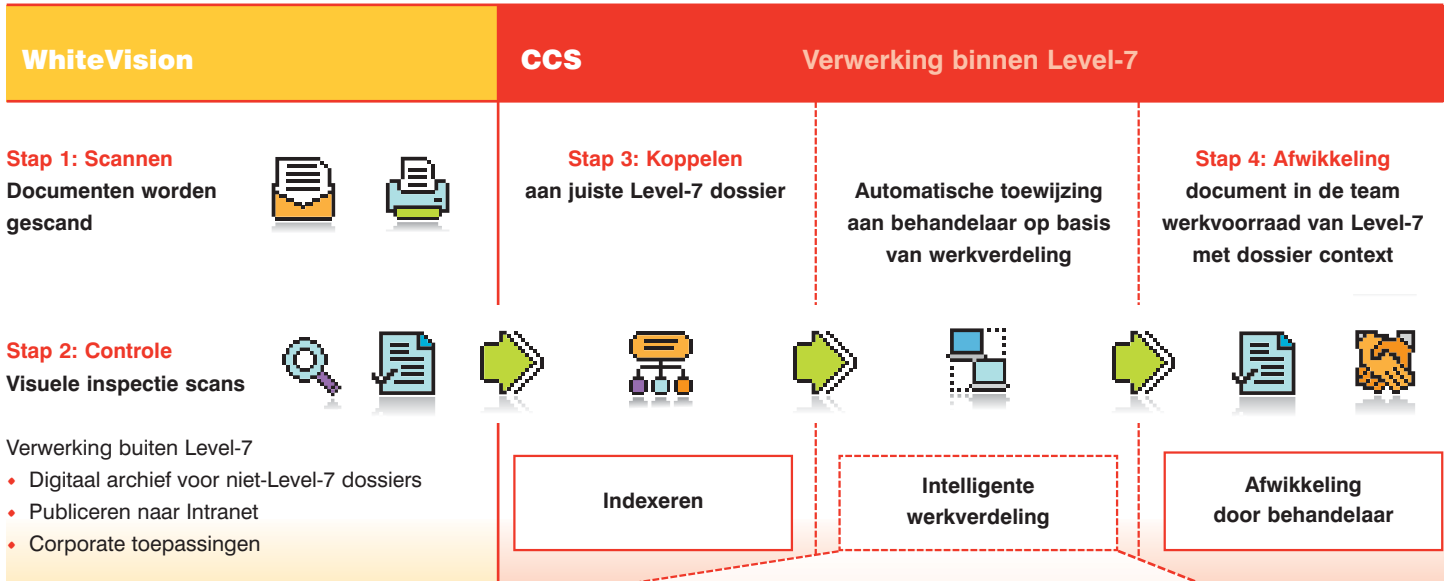 WhiteVision
CCS
Verwerking binnen Level-7
Stap 1: Scannen
Documenten worden
gescand
Stap 2: Controle
Visuele inspectie scans
Verwerking buiten Level-7
• Digitaal archief voor niet-Level-7 dossiers
• Publiceren naar Intranet
• Corporate toepassingen
Stap 3: Koppelen
aan juiste Level-7 dossier
Indexeren
Automatische toewijzing
aan behandelaar op basis
van werkverdeling
Intelligente
werkverdeling
Stap 4: Afwikkeling
document in de team
werkvoorraad van Level-7
met dossier context
Afwikkeling
door behandelaar